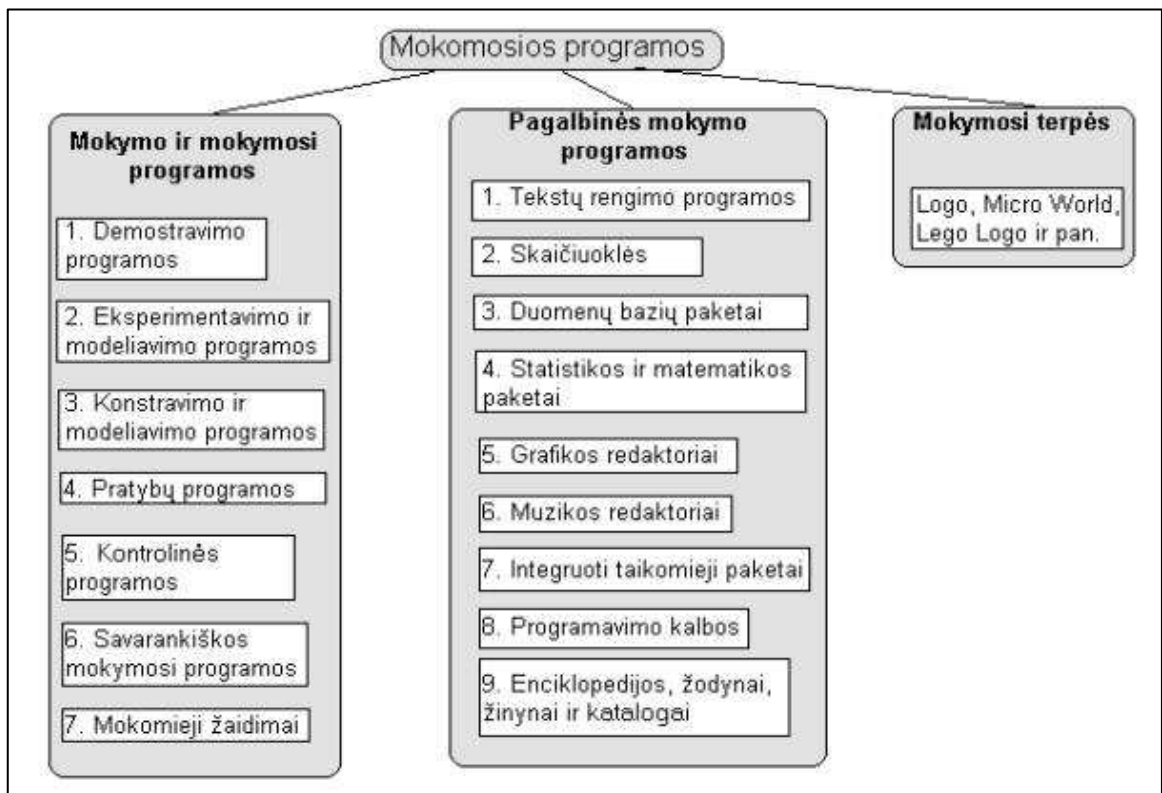 Mokomosios programos
Mokymo ir mokymosi
programos
1. Demostravimo
programos
2. Eksperimentavimo ir
modeliavimo programos
3. Konstravimo ir
modeliavimo programos
4. Pratybų programos
5. Kontrolinės
programos
6. Savarankiškos
mokymosi programos
7. Mokomieji žaidimai
Pagalbinės mokymo
programos
1. Tekstų rengimo programos
2. Skaičiuoklės
3. Duomenų bazių paketai
4. Statistikos ir matematikos
paketai
5. Grafikos redaktoriai
6. Muzikos redaktoriai
7. Integruoti taikomieji paketai
8. Programavimo kalbos
9. Enciklopedijos, žodynai,
žinynai ir katalogai
Mokymosi terpės
Logo, Micro World,
Lego Logo ir pan.